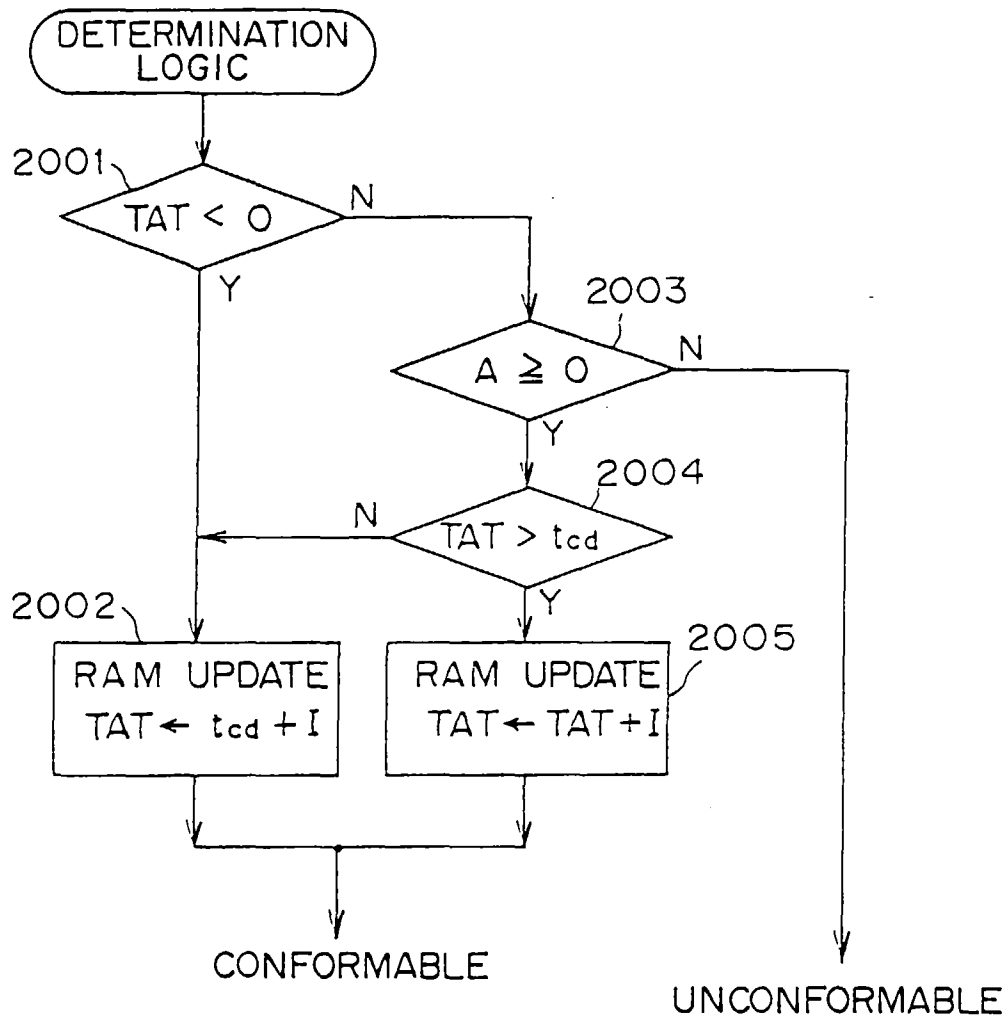 DETERMINATION
LOGIC
2001
TAT < 0
N
Y
2003
A ≧ 0
N
Y
2004
N
TAT > tcd
Y
2002
RAM UPDATE
TAT ← tcd + I
2005
RAM UPDATE
TAT ← TAT + I
CONFORMABLE
UNCONFORMABLE